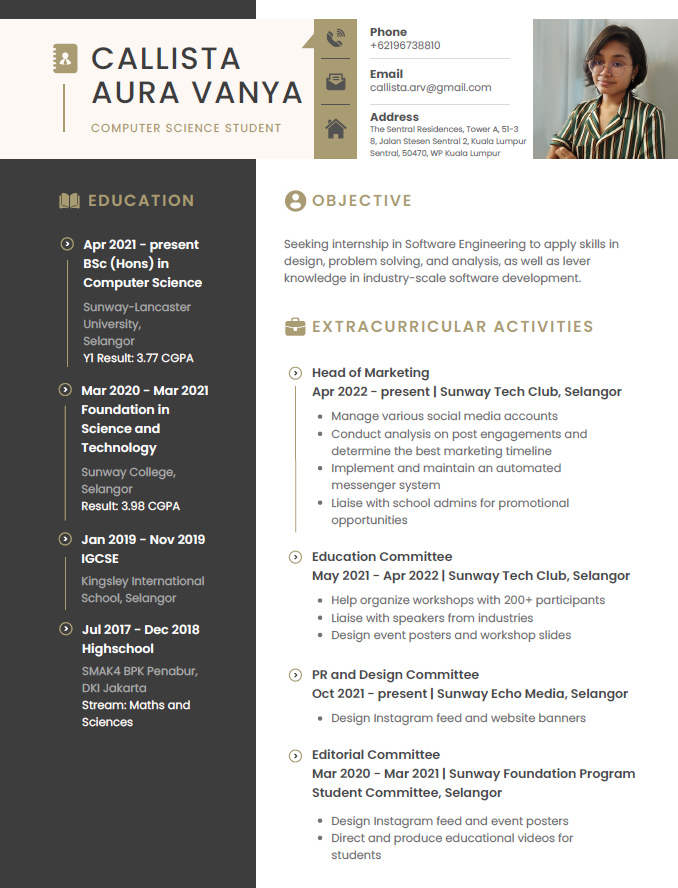 CALLISTA
AURA VANYA
COMPUTER SCIENCE STUDENT
Phone
+62196738810
Email
callista.arv@gmail.com
Address
The Sentral Residences, Tower A, 51-3
8, Jalan Stesen Sentral 2, Kuala Lumpur
Sentral, 50470, WP Kuala Lumpur
EDUCATION
Apr 2021 - present
BSc (Hons) in
Computer Science
Sunway-Lancaster
University,
Selangor
Y1 Result: 3.77 CGPA
Mar 2020 - Mar 2021
Foundation in
Science and
Technology
Sunway College,
Selangor
Result: 3.98 CGPA
Jan 2019 - Nov 2019
IGCSE
Kingsley International
School, Selangor
Jul 2017 - Dec 2018
Highschool
SMAK4 BPK Penabur,
DKI Jakarta
Stream: Maths and
Sciences
OBJECTIVE
Seeking internship in Software Engineering to apply skills in
design, problem solving, and analysis, as well as lever
knowledge in industry-scale software development.
EXTRACURRICULAR ACTIVITIES
Head of Marketing
Apr 2022 - present | Sunway Tech Club, Selangor
• Manage various social media accounts
• Conduct analysis on post engagements and
determine the best marketing timeline
• Implement and maintain an automated
messenger system
• Liaise with school admins for promotional
opportunities
Education Committee
May 2021 - Apr 2022 | Sunway Tech Club, Selangor
• Help organize workshops with 200+ participants
• Liaise with speakers from industries
• Design event posters and workshop slides
PR and Design Committee
Oct 2021 - present | Sunway Echo Media, Selangor
• Design Instagram feed and website banners
Editorial Committee
Mar 2020 - Mar 2021 | Sunway Foundation Program
Student Committee, Selangor
• Design Instagram feed and event posters
• Direct and produce educational videos for
students